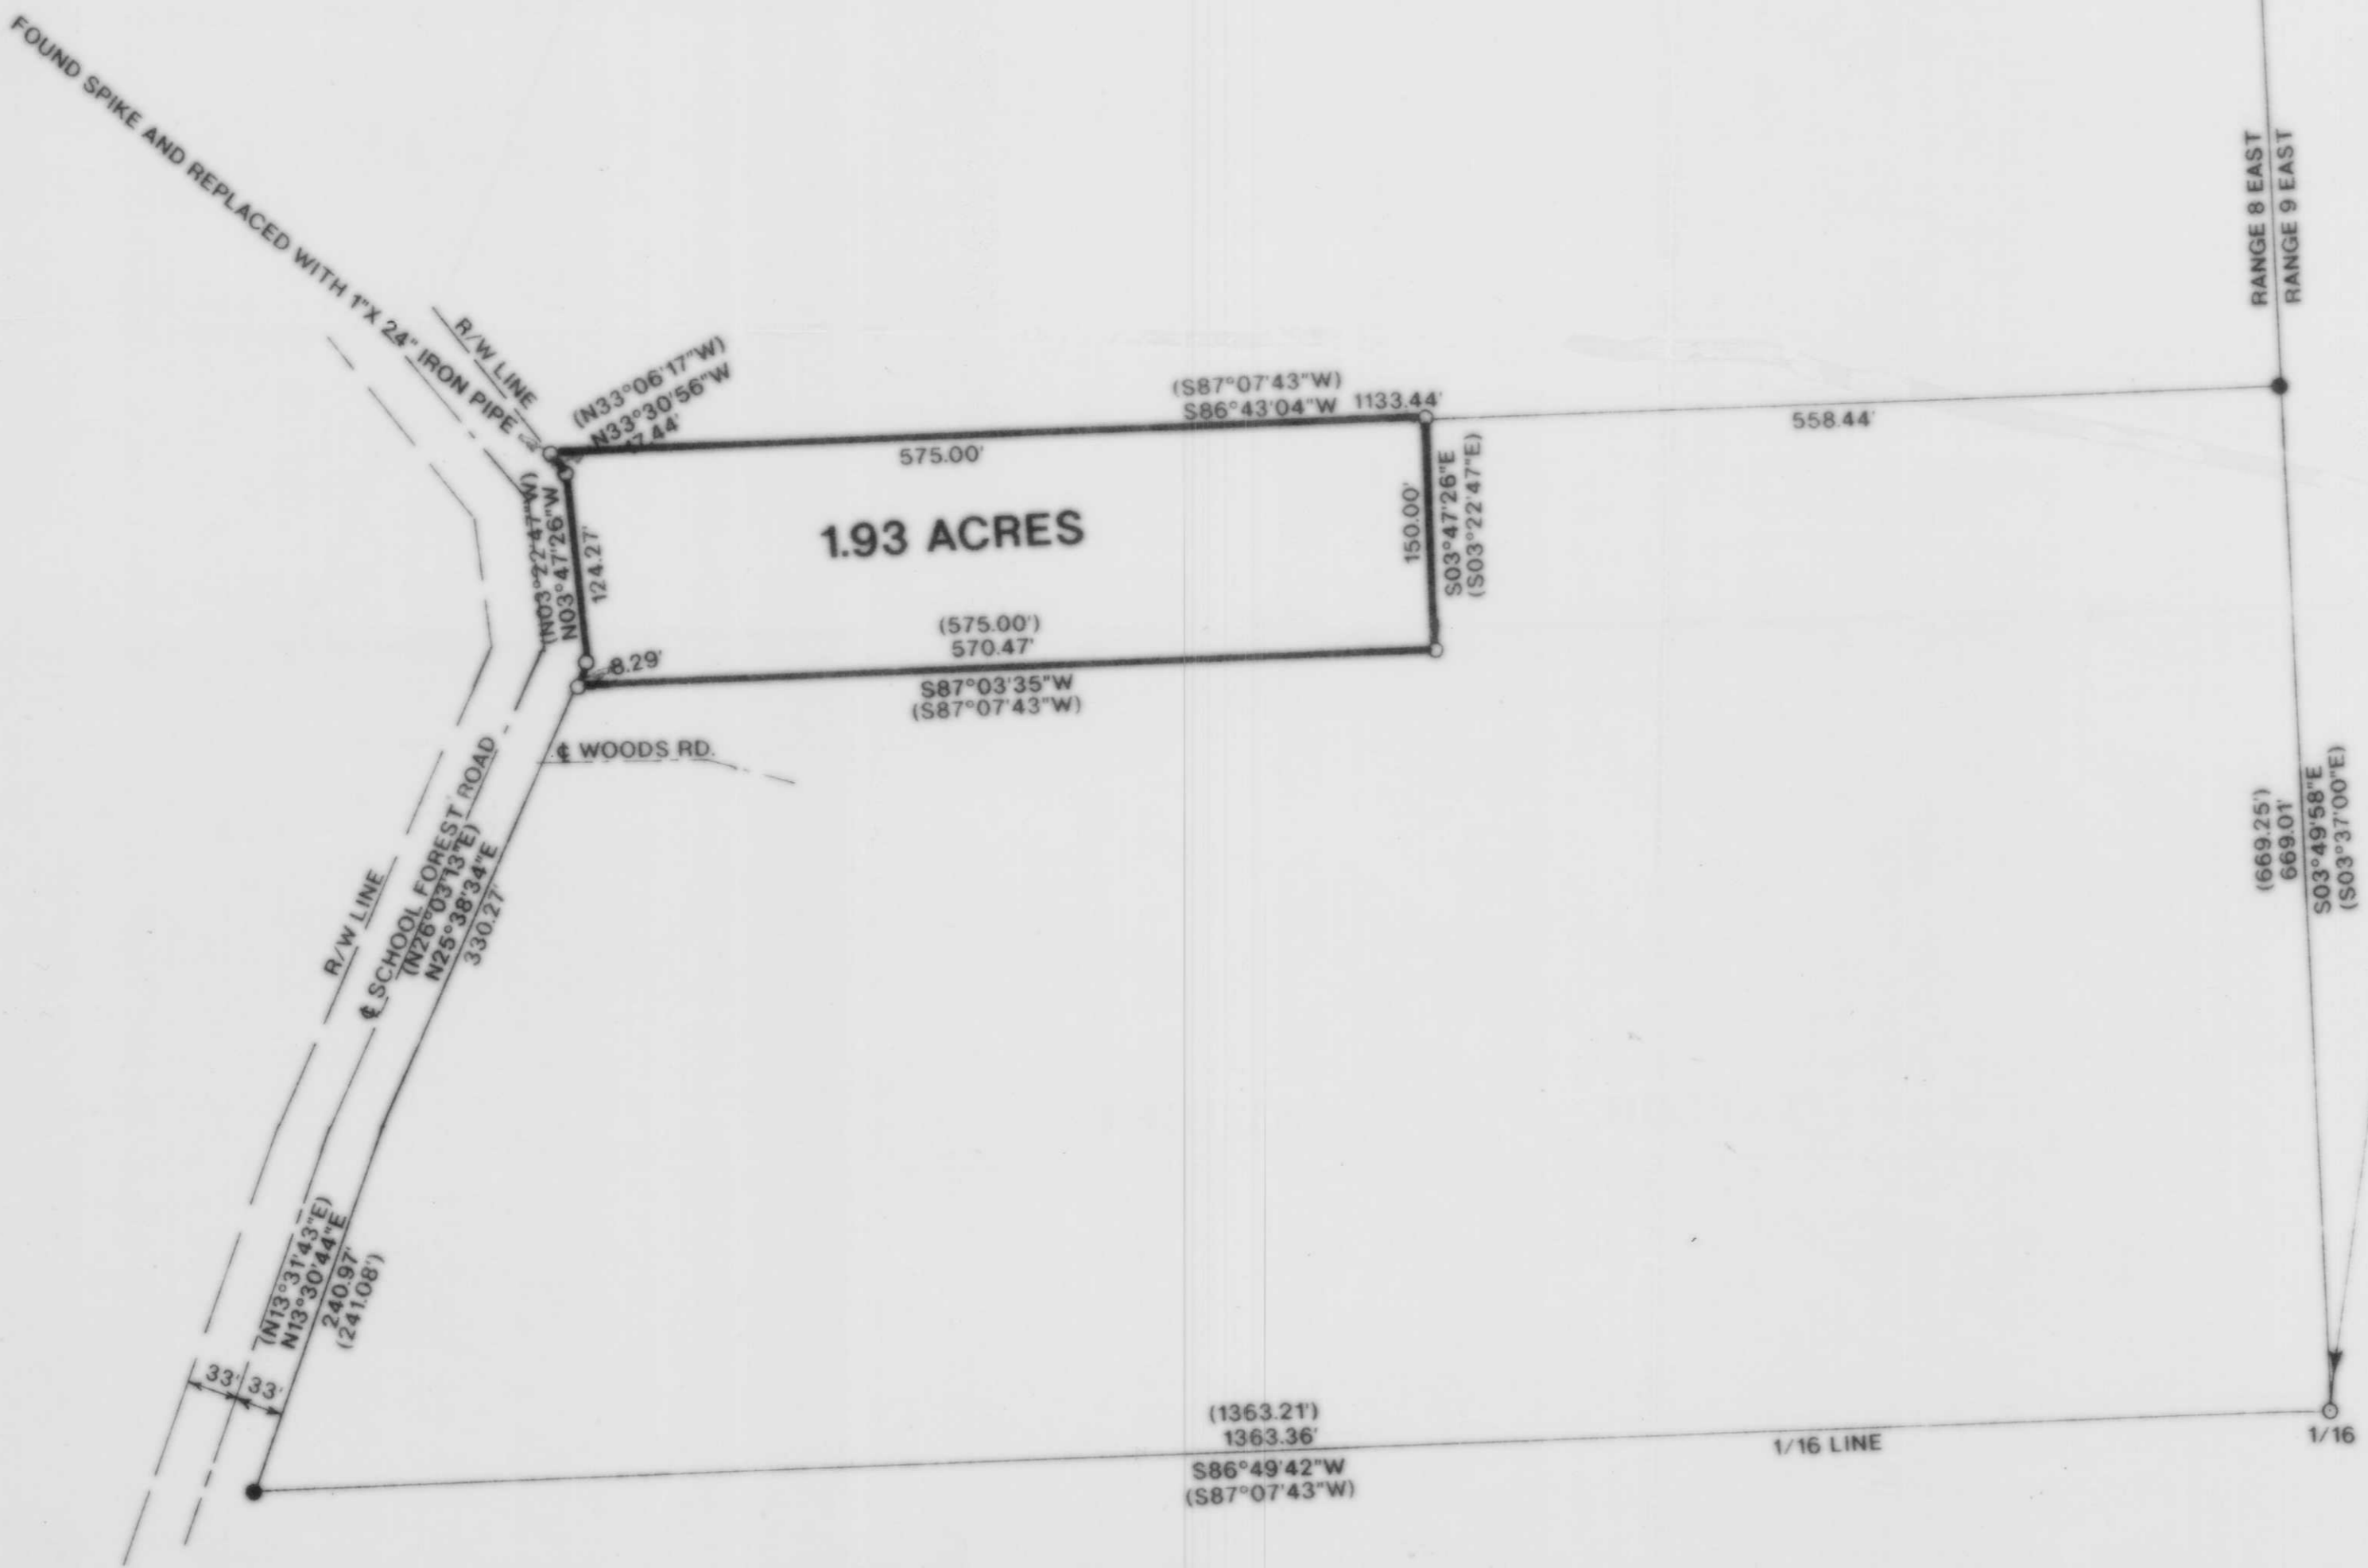 FOUND SPIKE AND REPLACED WITH 1"X 24" IRON PIPE
R/W LINE
(N33°06'17"W)
N33°30'56"W
(S87°07'43"W)
S86°43'04"W 1133.44'
558.44'
RANGE 8 EAST
RANGE 9 EAST
575.00'
1.93 ACRES
(N03°22'47"W)
N03°47'26"W
124.27'
150.00'
S03°47'26"E
(S03°22'47"E)
(575.00')
570.47'
8.29'
S87°03'35"W
(S87°07'43"W)
℄ WOODS RD.
R/W LINE
℄ SCHOOL FOREST ROAD
(N26°03'13"E)
N25°38'34"E
330.27'
(669.25')
669.01'
S03°49'58"E
(S03°37'00"E)
(N13°31'43"E)
N13°30'44"E
240.97'
(241.08')
33'
33'
(1363.21')
1363.36'
S86°49'42"W
(S87°07'43"W)
1/16 LINE
1/16